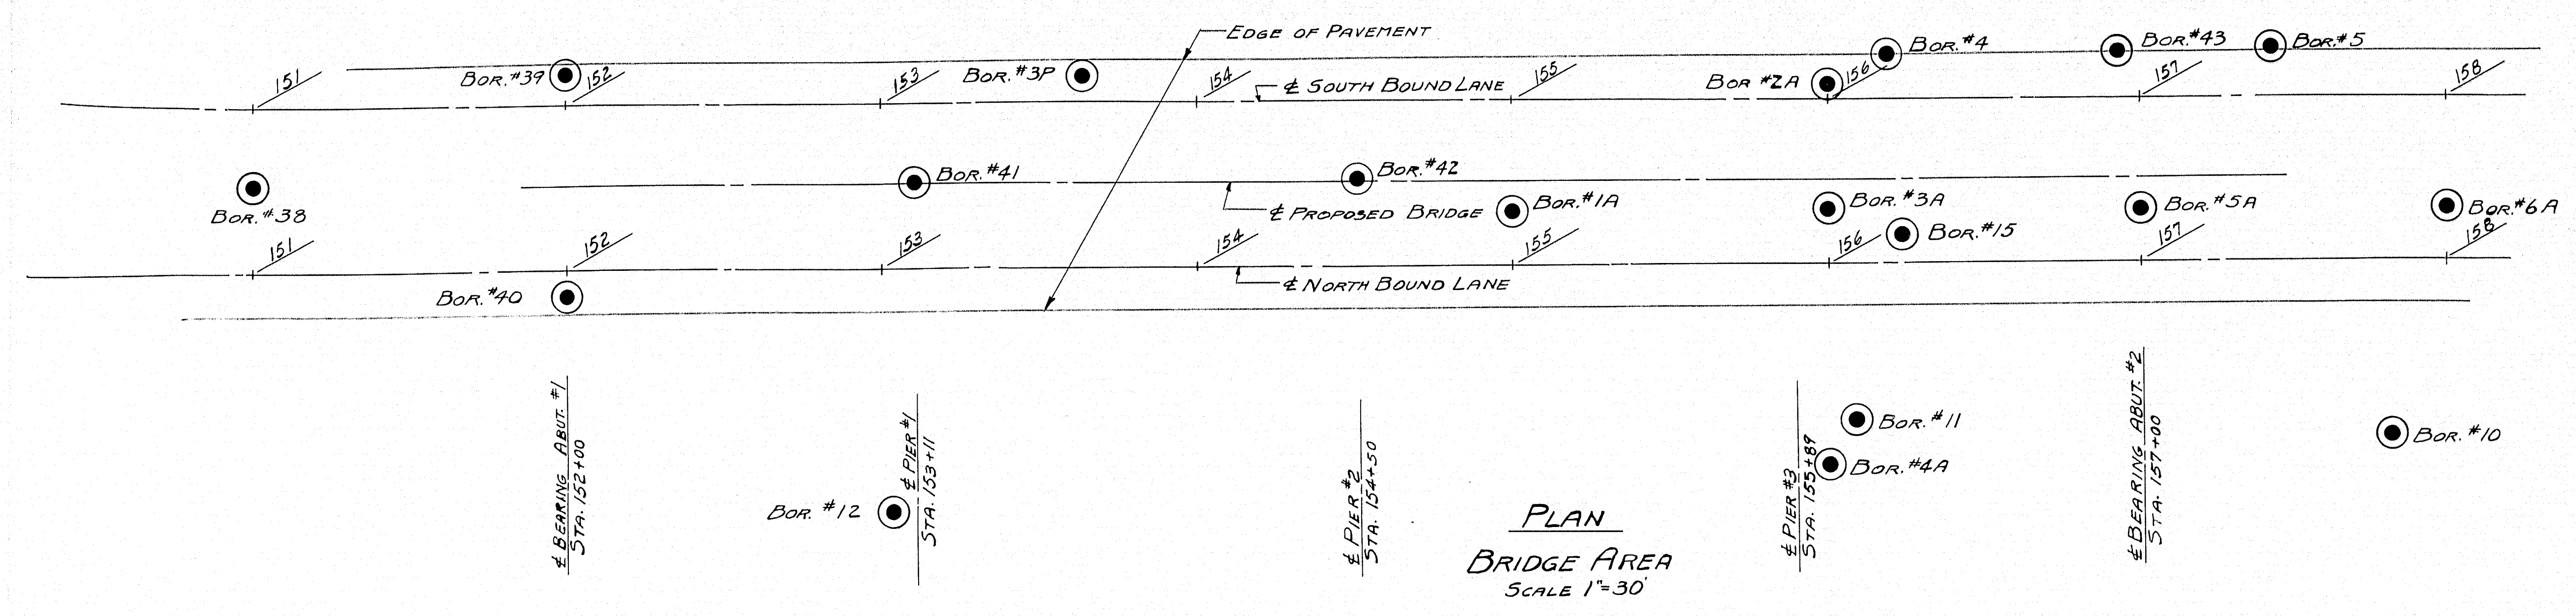 EDGE OF PAVEMENT
BOR. #4
BOR. #43
BOR. #5
151
BOR. #39
152
153
BOR. #3P
154
℄ SOUTH BOUND LANE
155
BOR #2A
156
157
158
BOR. #38
BOR. #41
BOR. #42
℄ PROPOSED BRIDGE
BOR. #1A
BOR. #3A
BOR. #15
BOR. #5A
BOR. #6A
151
152
153
154
155
156
157
158
BOR. #40
℄ NORTH BOUND LANE
℄ BEARING ABUT. #1
STA. 152+00
℄ PIER #1
STA. 153+11
BOR. #12
℄ PIER #2
STA. 154+50
℄ PIER #3
STA. 155+89
BOR. #11
BOR. #4A
℄ BEARING ABUT. #2
STA. 157+00
BOR. #10
PLAN
BRIDGE AREA
SCALE 1"=30'